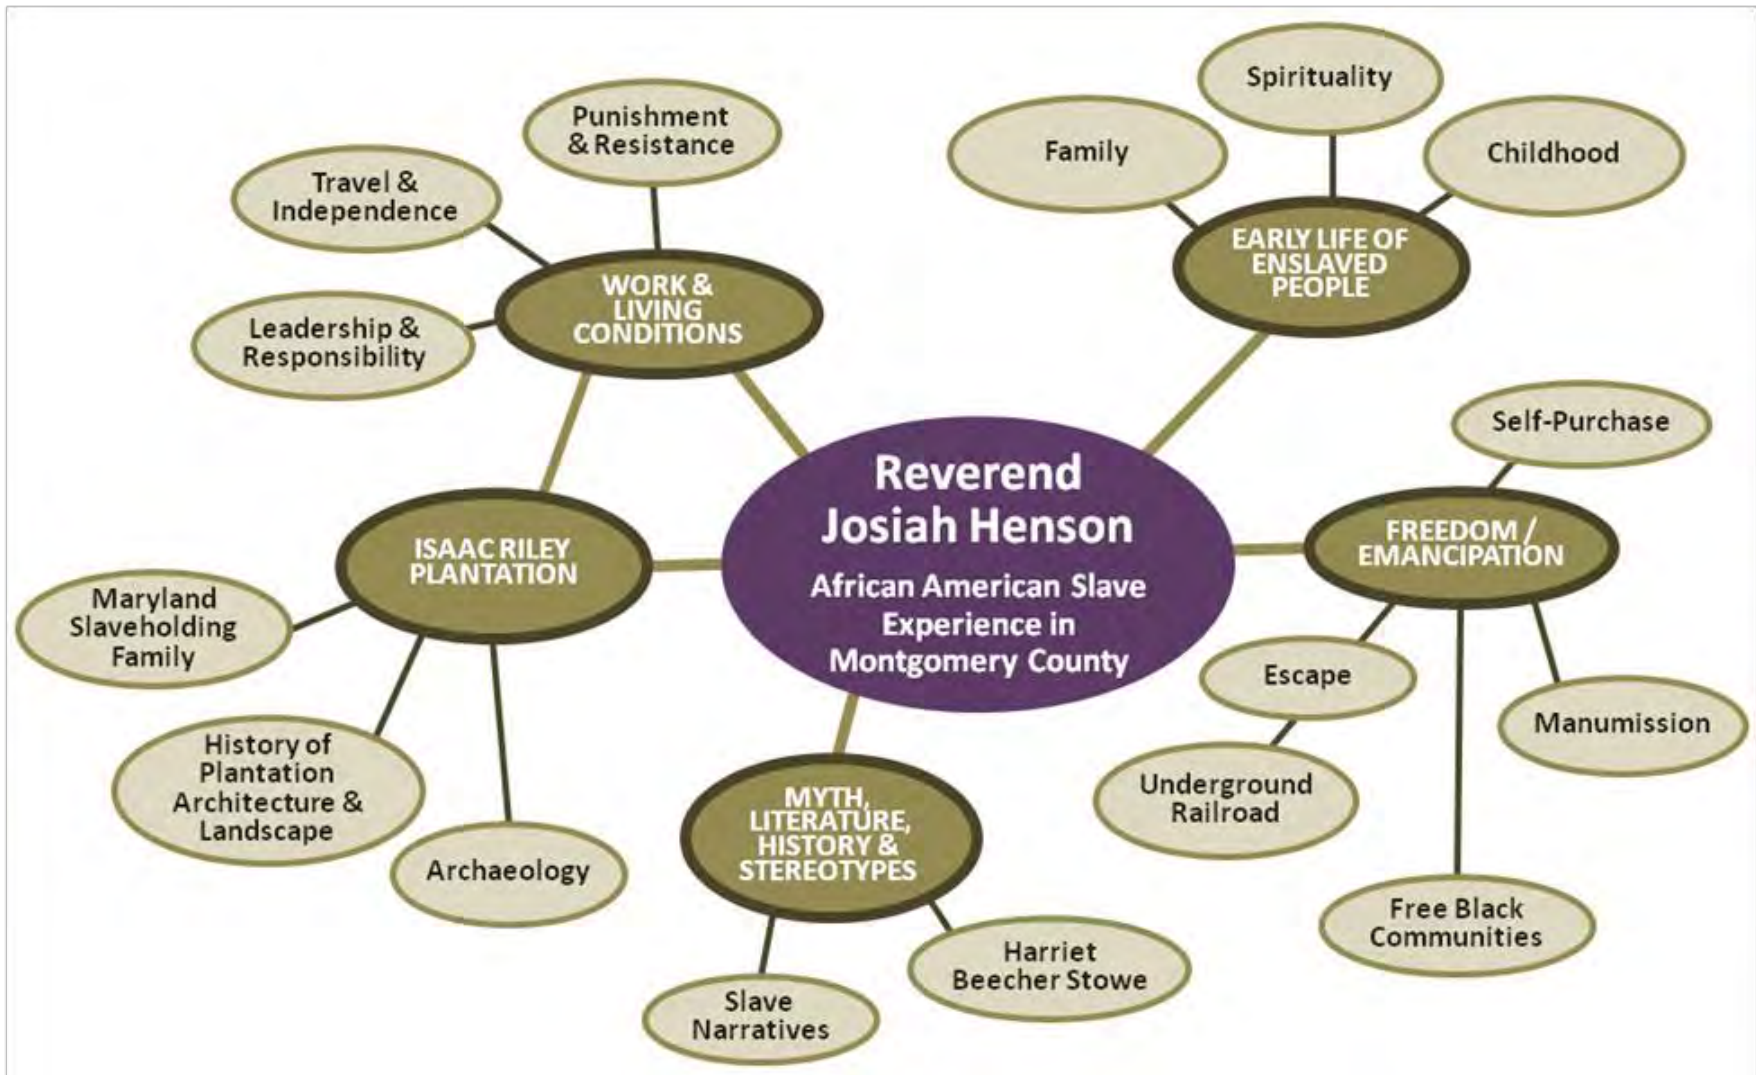 Reverend
Josiah Henson
African American Slave
Experience in
Montgomery County
WORK &
LIVING
CONDITIONS
Punishment
& Resistance
Travel &
Independence
Leadership &
Responsibility
EARLY LIFE OF
ENSLAVED
PEOPLE
Family
Spirituality
Childhood
ISAAC RILEY
PLANTATION
Maryland
Slaveholding
Family
History of
Plantation
Architecture &
Landscape
Archaeology
MYTH,
LITERATURE,
HISTORY &
STEREOTYPES
Slave
Narratives
Harriet
Beecher Stowe
FREEDOM /
EMANCIPATION
Self-Purchase
Escape
Underground
Railroad
Manumission
Free Black
Communities